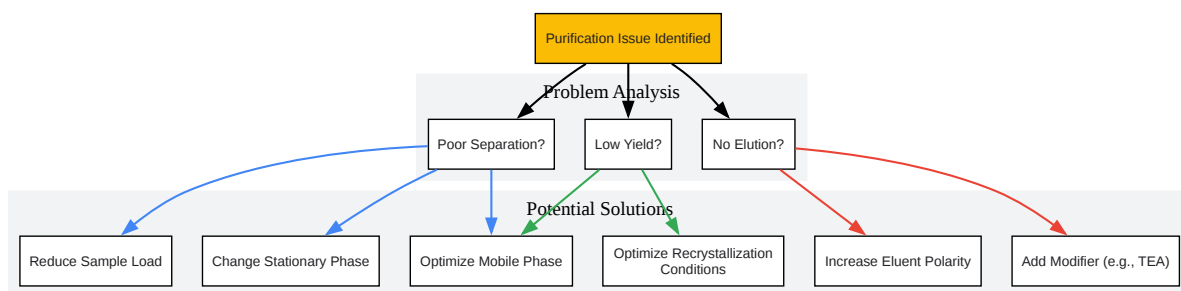 Purification Issue Identified
Problem Analysis
Poor Separation?
Low Yield?
No Elution?
Potential Solutions
Reduce Sample Load
Change Stationary Phase
Optimize Mobile Phase
Optimize Recrystallization
Conditions
Increase Eluent Polarity
Add Modifier (e.g., TEA)